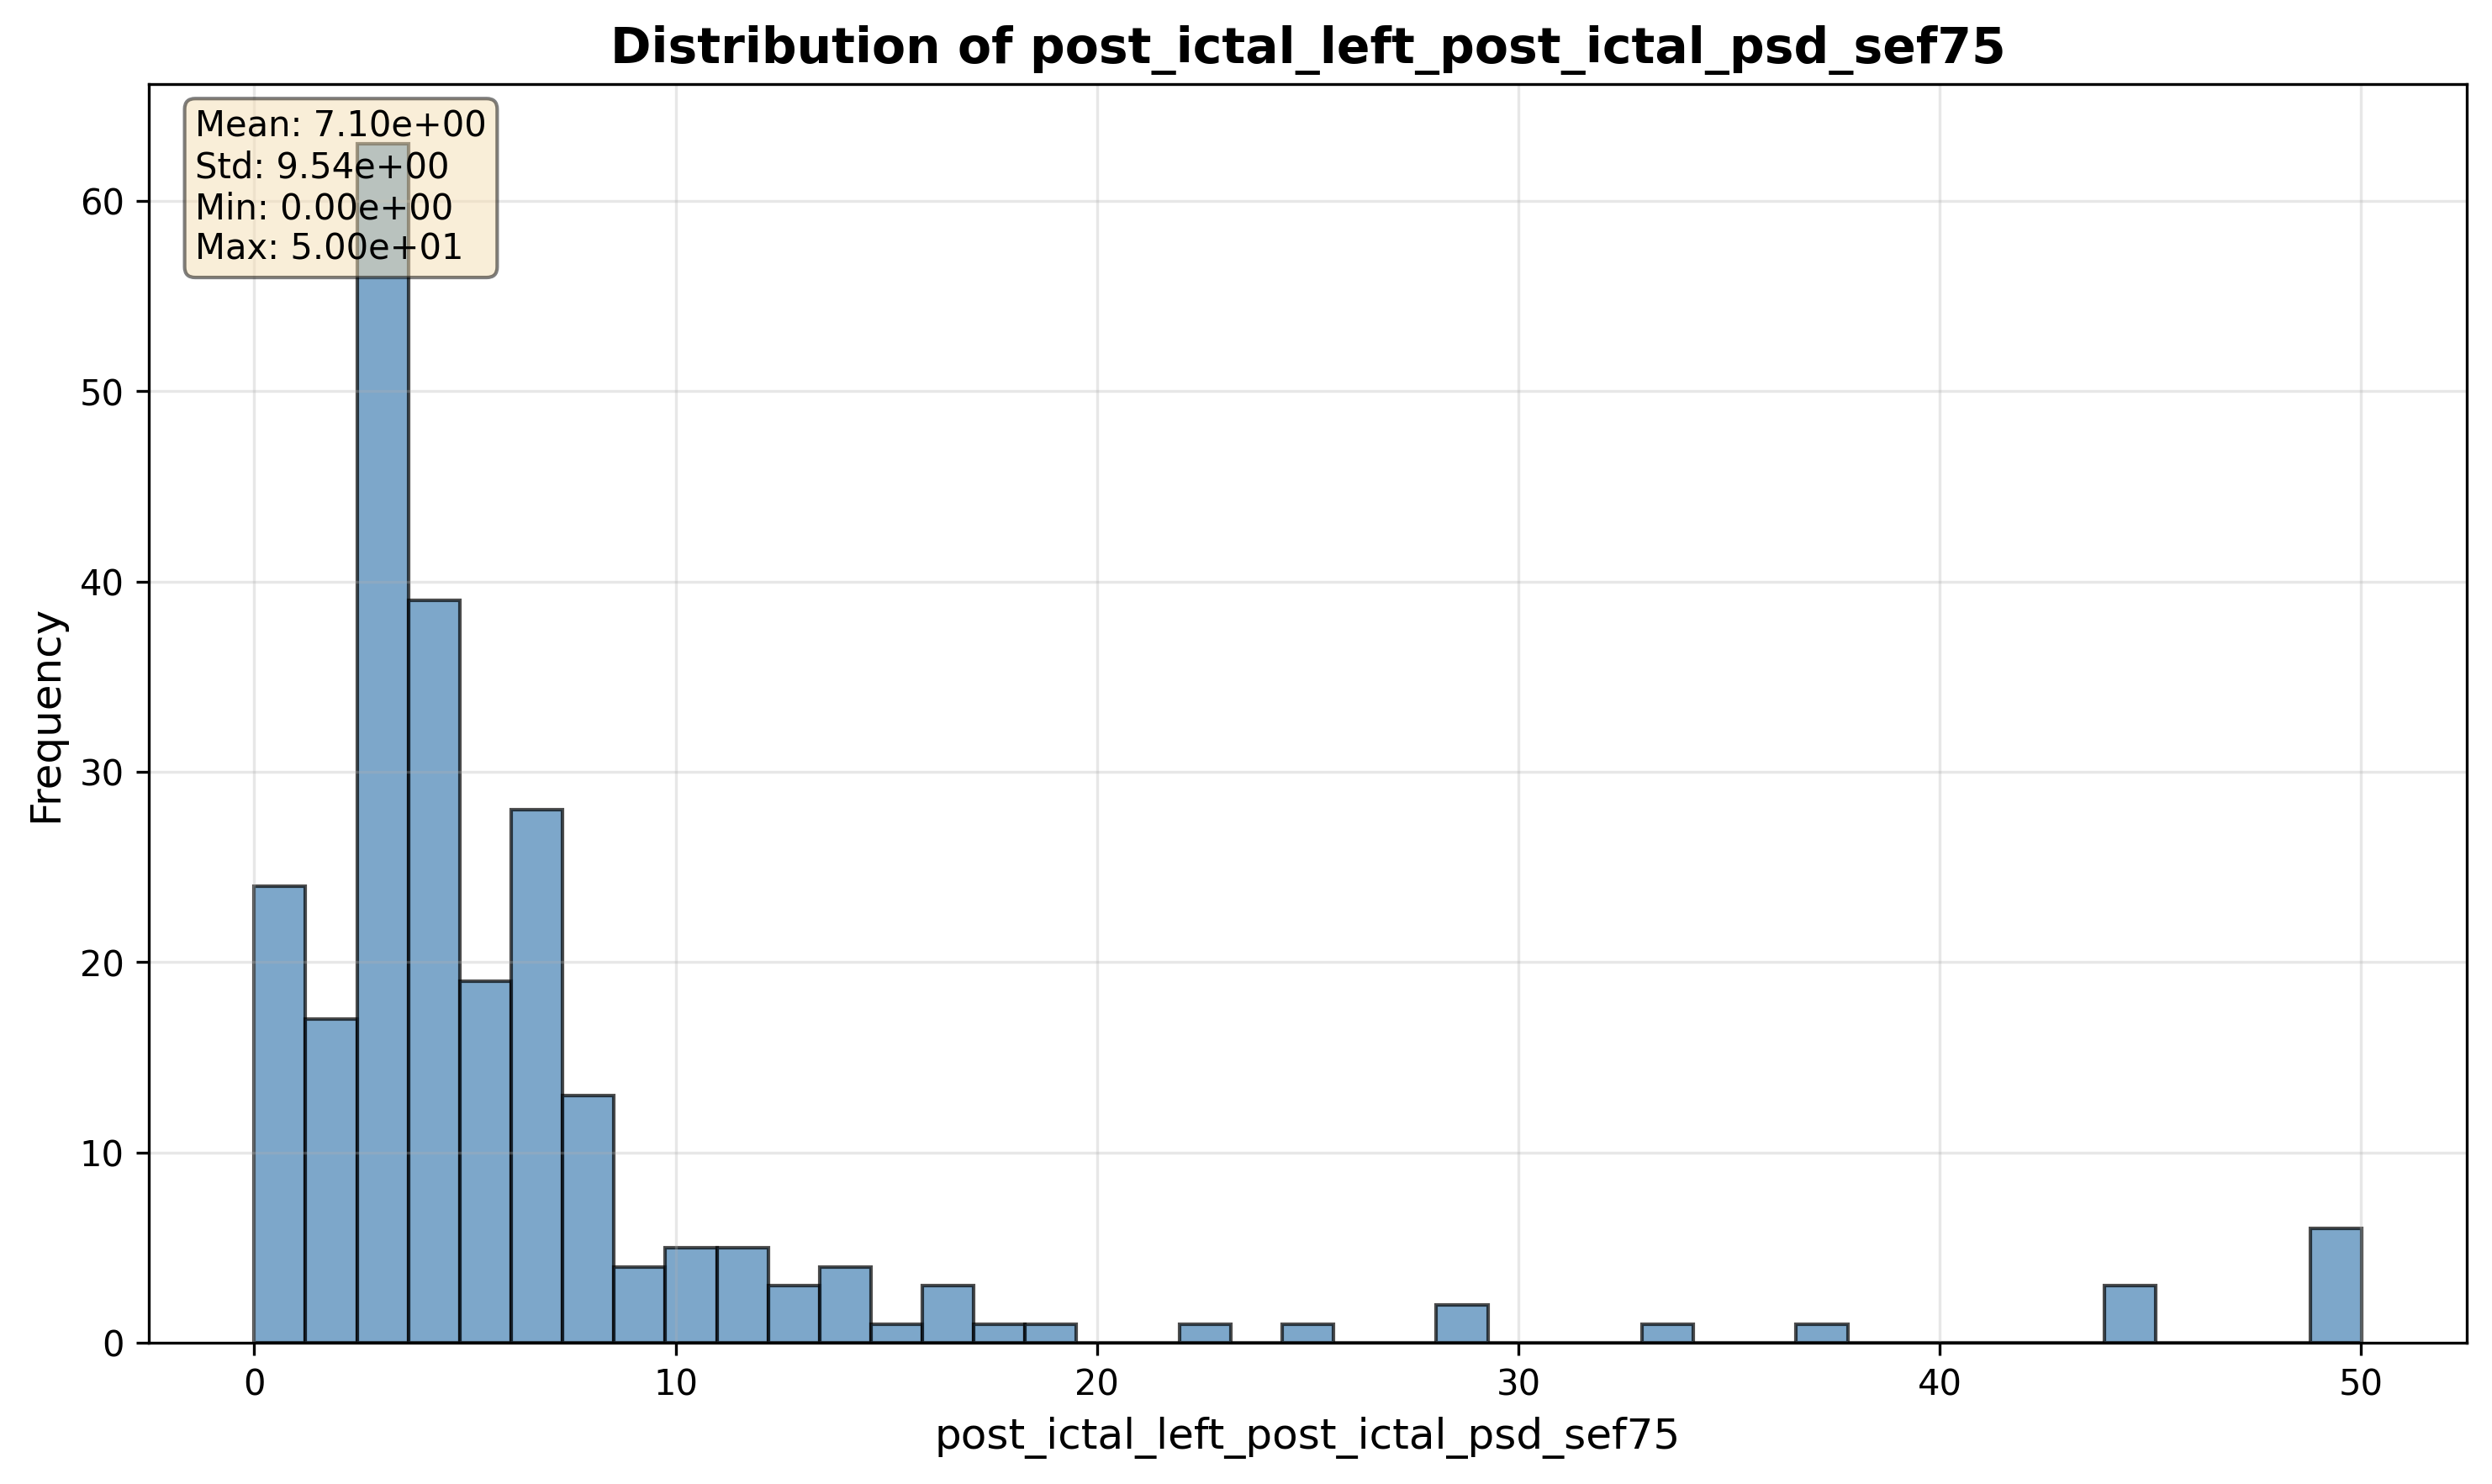 Distribution of post_ictal_left_post_ictal_psd_sef75
Mean: 7.10e+00
Std: 9.54e+00
Min: 0.00e+00
Max: 5.00e+01
Frequency
60
50
40
30
20
10
0
0 10 20 30 40 50
post_ictal_left_post_ictal_psd_sef75